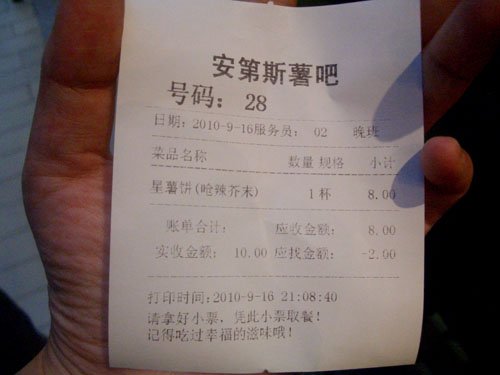 安第斯薯吧
号码: 28
日期: 2010-9-16服务员: 02 晚班
菜品名称 数量 规格 小计
星薯饼(呛辣芥末) 1 杯 8.00
账单合计: 应收金额: 8.00
实收金额: 10.00 应找金额: -2.00
打印时间:2010-9-16 21:08:40
请拿好小票, 凭此小票取餐!
记得吃过幸福的滋味哦!